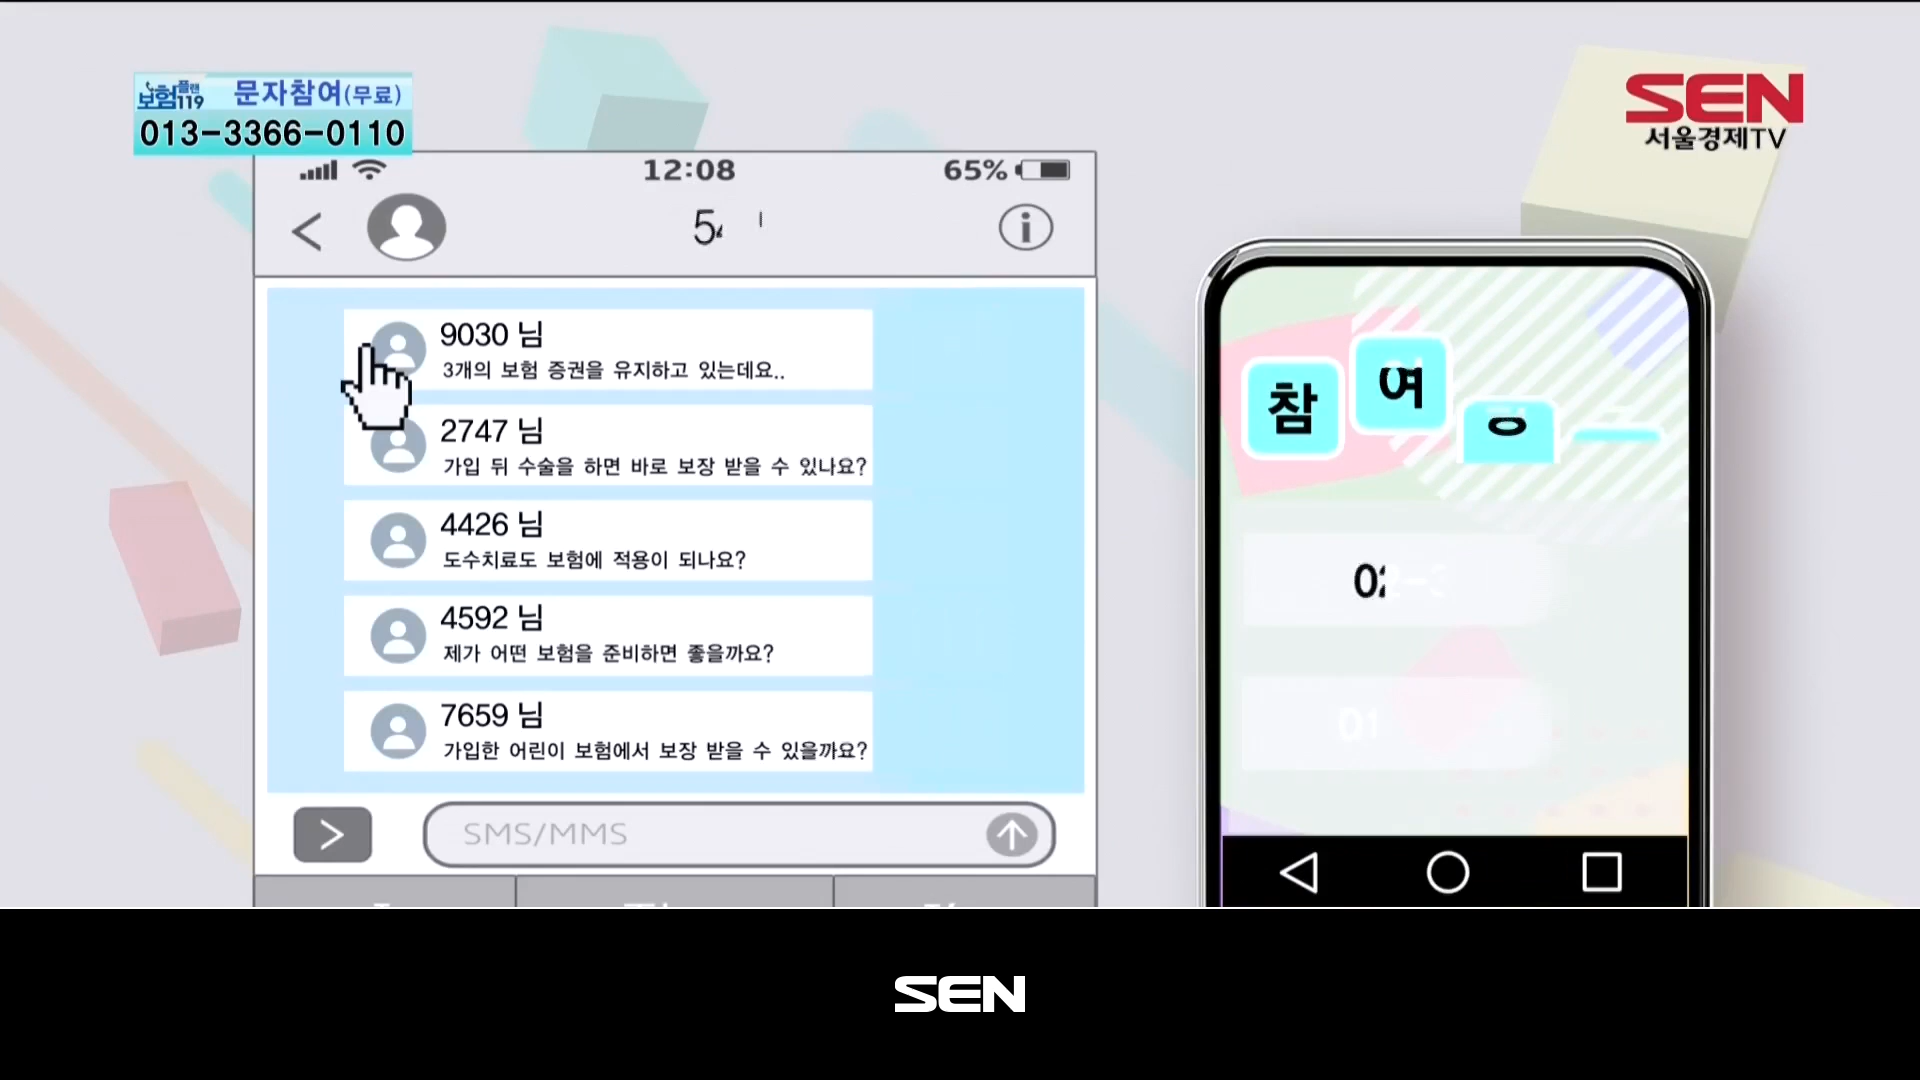 보험플랜119 문자참여(무료)
013-3366-0110
SEN
서울경제TV
12:08
65%
9030 님
3개의 보험 증권을 유지하고 있는데요..
2747 님
가입 뒤 수술을 하면 바로 보장 받을 수 있나요?
4426 님
도수치료도 보험에 적용이 되나요?
4592 님
제가 어떤 보험을 준비하면 좋을까요?
7659 님
가입한 어린이 보험에서 보장 받을 수 있을까요?
SMS/MMS
참여
02-3
01
SEN